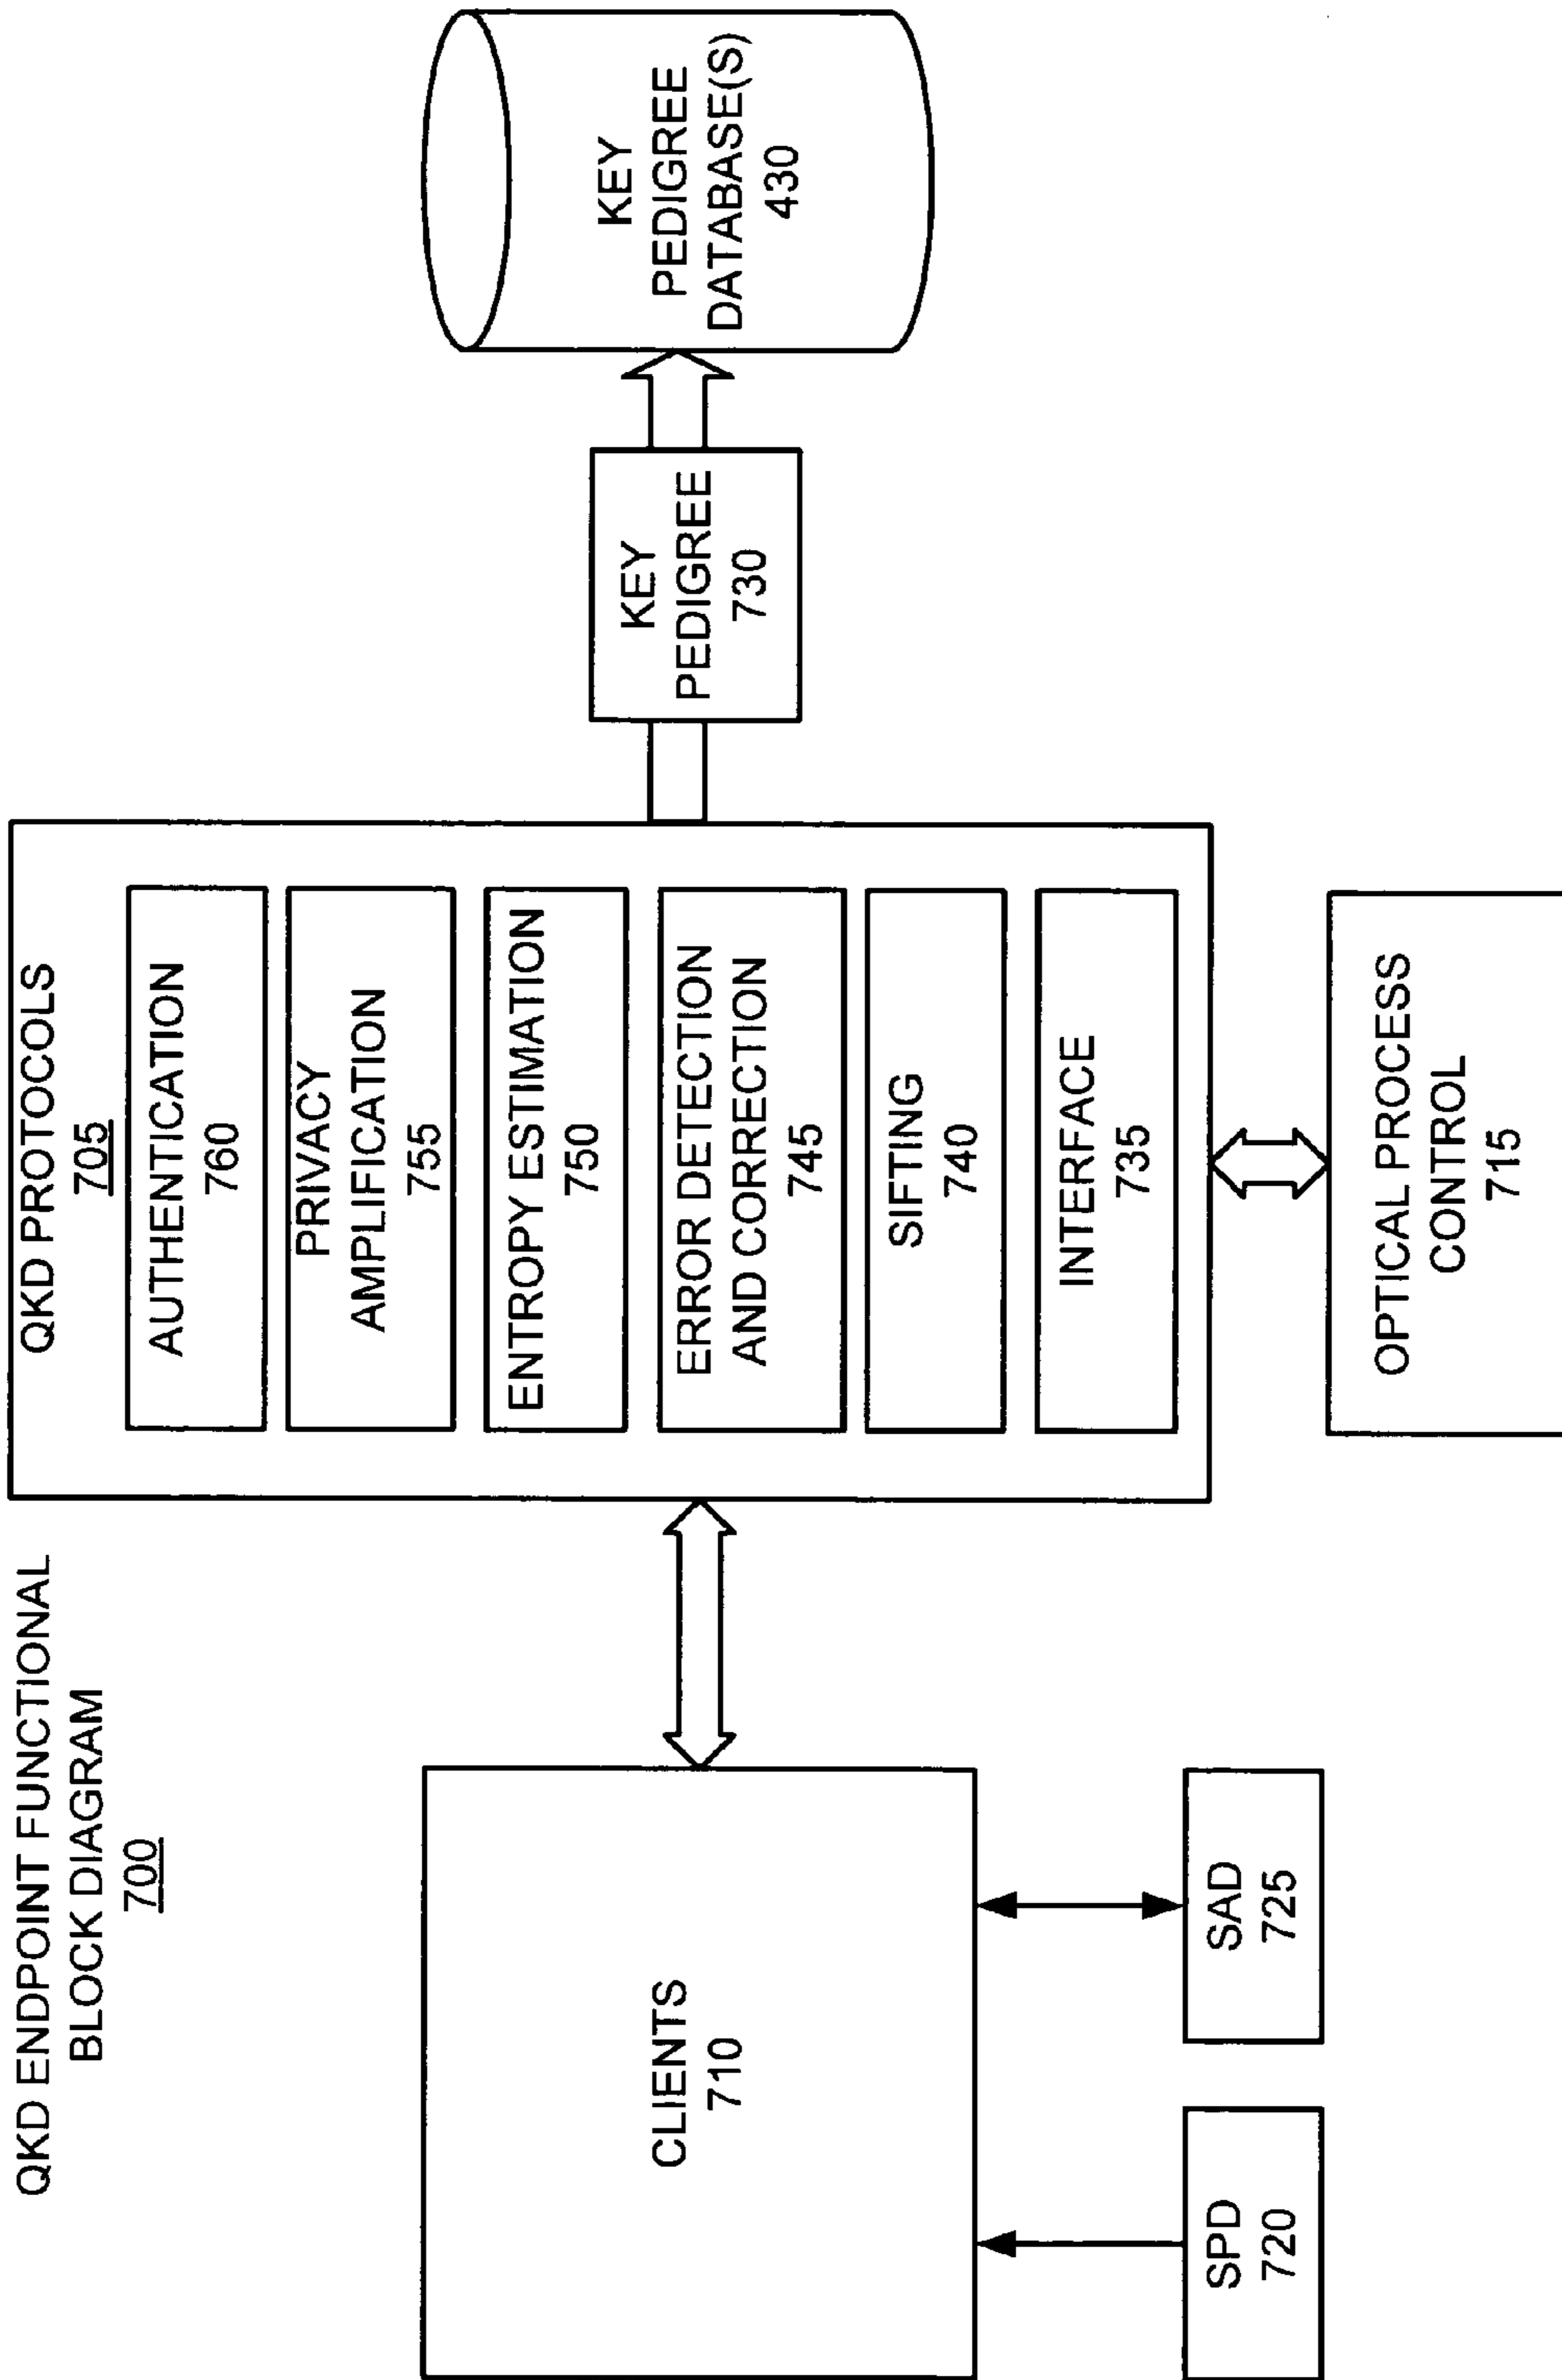 QKD ENDPOINT FUNCTIONAL
BLOCK DIAGRAM
700
CLIENTS
710
SPD
720
SAD
725
QKD PROTOCOLS
705
AUTHENTICATION
760
PRIVACY
AMPLIFICATION
755
ENTROPY ESTIMATION
750
ERROR DETECTION
AND CORRECTION
745
SIFTING
740
INTERFACE
735
OPTICAL PROCESS
CONTROL
715
KEY
PEDIGREE
730
KEY
PEDIGREE
DATABASE(S)
430